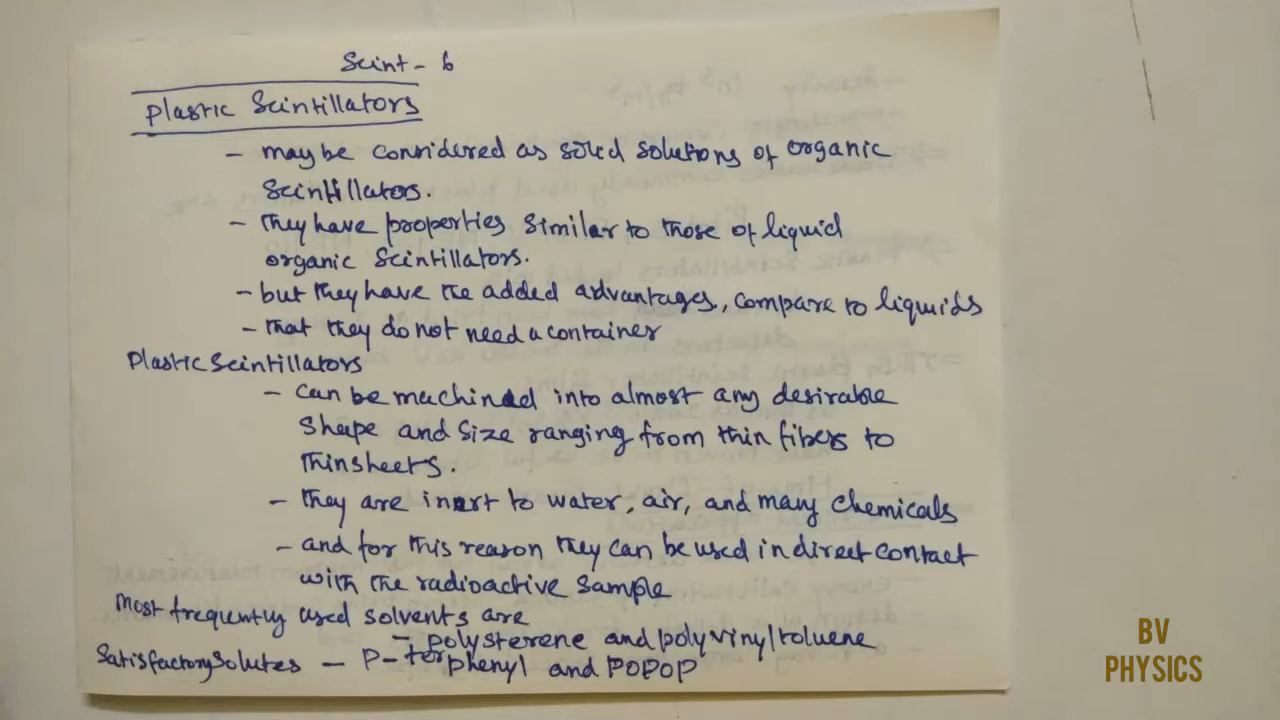 Scint - 6
Plastic Scintillators
- may be considered as solid solutions of organic
Scintillators.
- they have properties similar to those of liquid
organic scintillators.
- but they have the added advantages, compare to liquids
- that they do not need a container
Plastic Scintillators
- Can be machined into almost any desirable
shape and size ranging from thin fibers to
thin sheets.
- they are inert to water, air, and many chemicals
- and for this reason they can be used in direct contact
with the radioactive sample
Most frequently used solvents are
- polysterene and polyvinyltoluene
Satisfactory solutes - P-terphenyl and POPOP
BV
PHYSICS